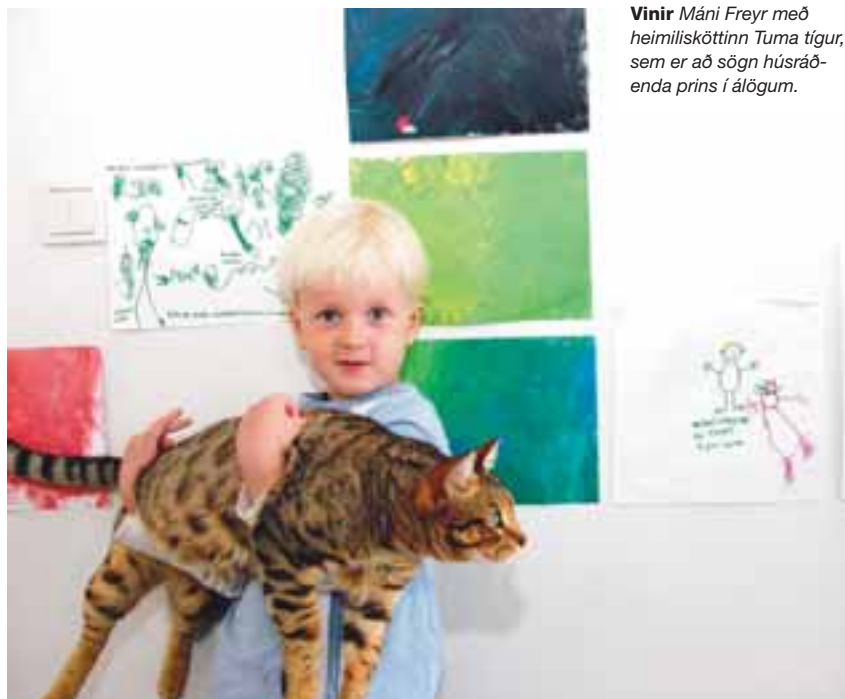 Vinir Máni Freyr með
heimilisköttinn Tuma tígur,
sem er að sögn húsráð-
enda prins í álögum.